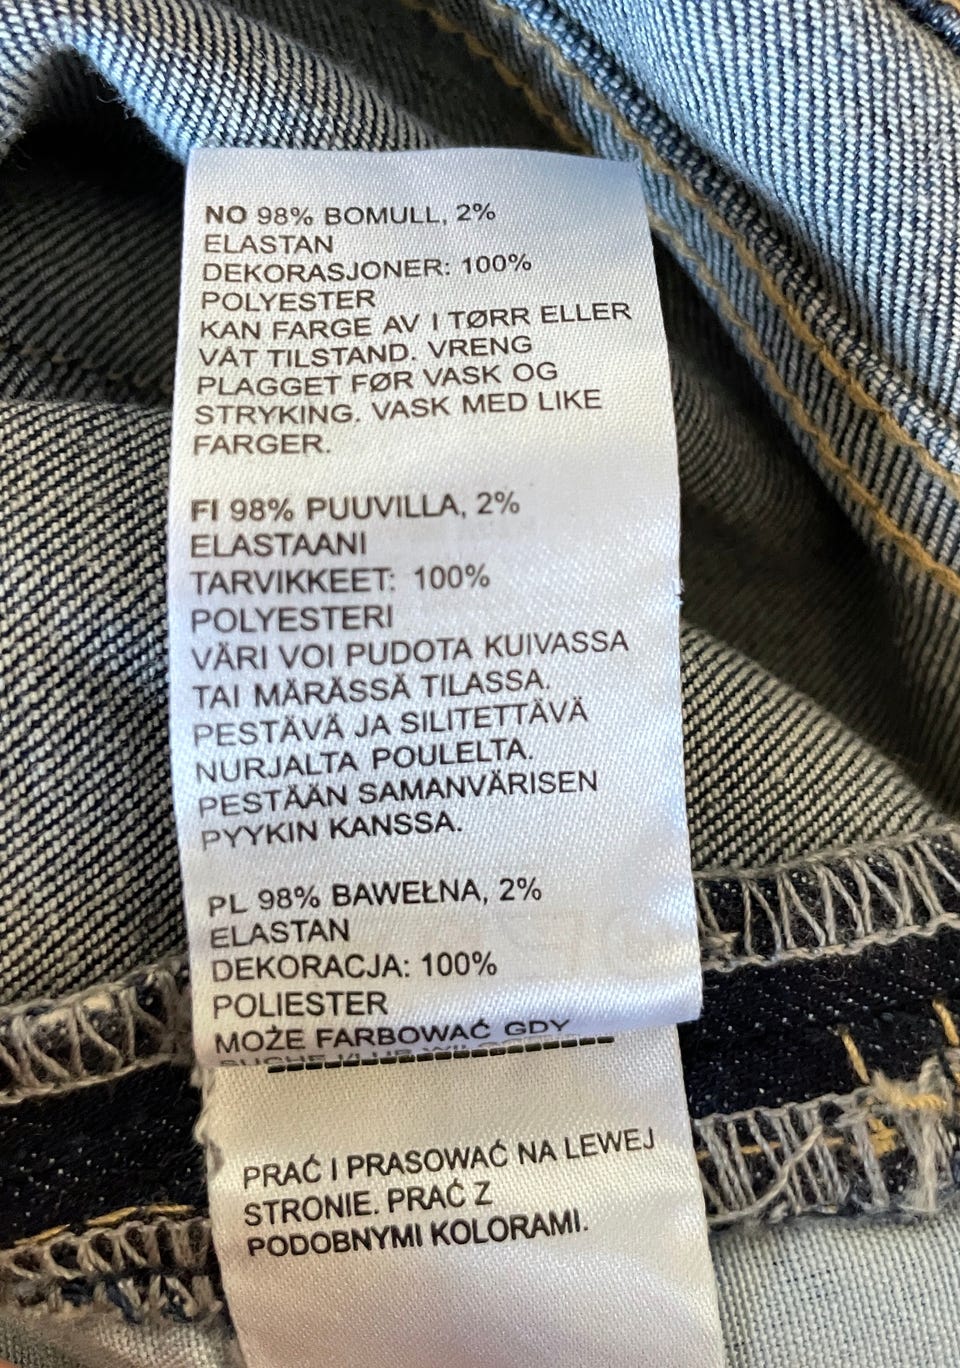 NO 98% BOMULL, 2%
ELASTAN
DEKORASJONER: 100%
POLYESTER
KAN FARGE AV I TØRR ELLER
VÅT TILSTAND. VRENG
PLAGGET FØR VASK OG
STRYKING. VASK MED LIKE
FARGER.
FI 98% PUUVILLA, 2%
ELASTAANI
TARVIKKEET: 100%
POLYESTERI
VÄRI VOI PUDOTA KUIVASSA
TAI MÄRÄSSÄ TILASSA.
PESTÄVÄ JA SILITETTÄVÄ
NURJALTA POULELTA.
PESTÄÄN SAMANVÄRISEN
PYYKIN KANSSA.
PL 98% BAWEŁNA, 2%
ELASTAN
DEKORACJA: 100%
POLIESTER
MOŻE FARBOWAĆ GDY
PRAĆ I PRASOWAĆ NA LEWEJ
STRONIE. PRAĆ Z
PODOBNYMI KOLORAMI.